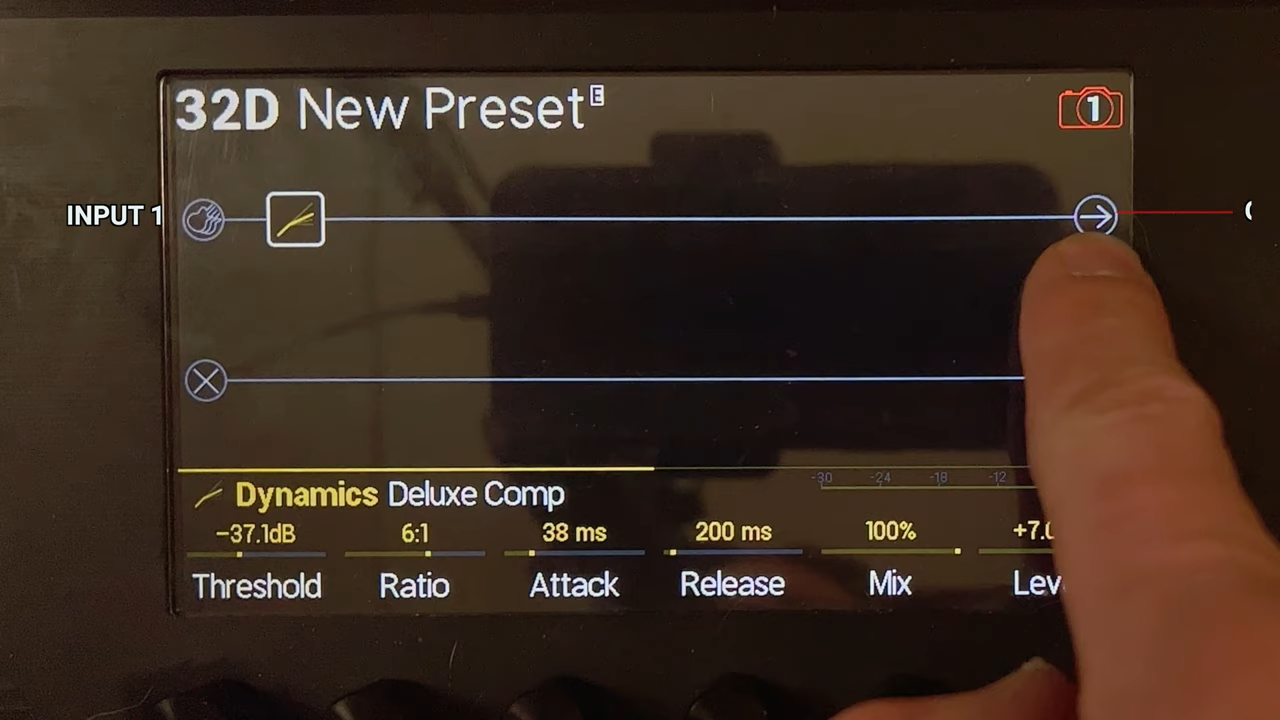 32D New Preset E
1
INPUT 1
-30 -24 -18 -12
Dynamics Deluxe Comp
-37.1dB 6:1 38 ms 200 ms 100%
Threshold Ratio Attack Release Mix